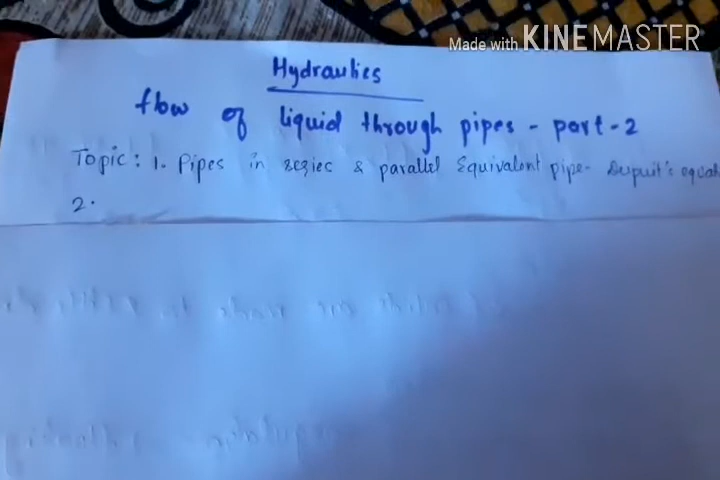 Made with KINEMASTER
Hydraulics
flow of liquid through pipes - part-2
Topic: 1. Pipes in series & parallel Equivalent pipe- Dupuit's equat
2.